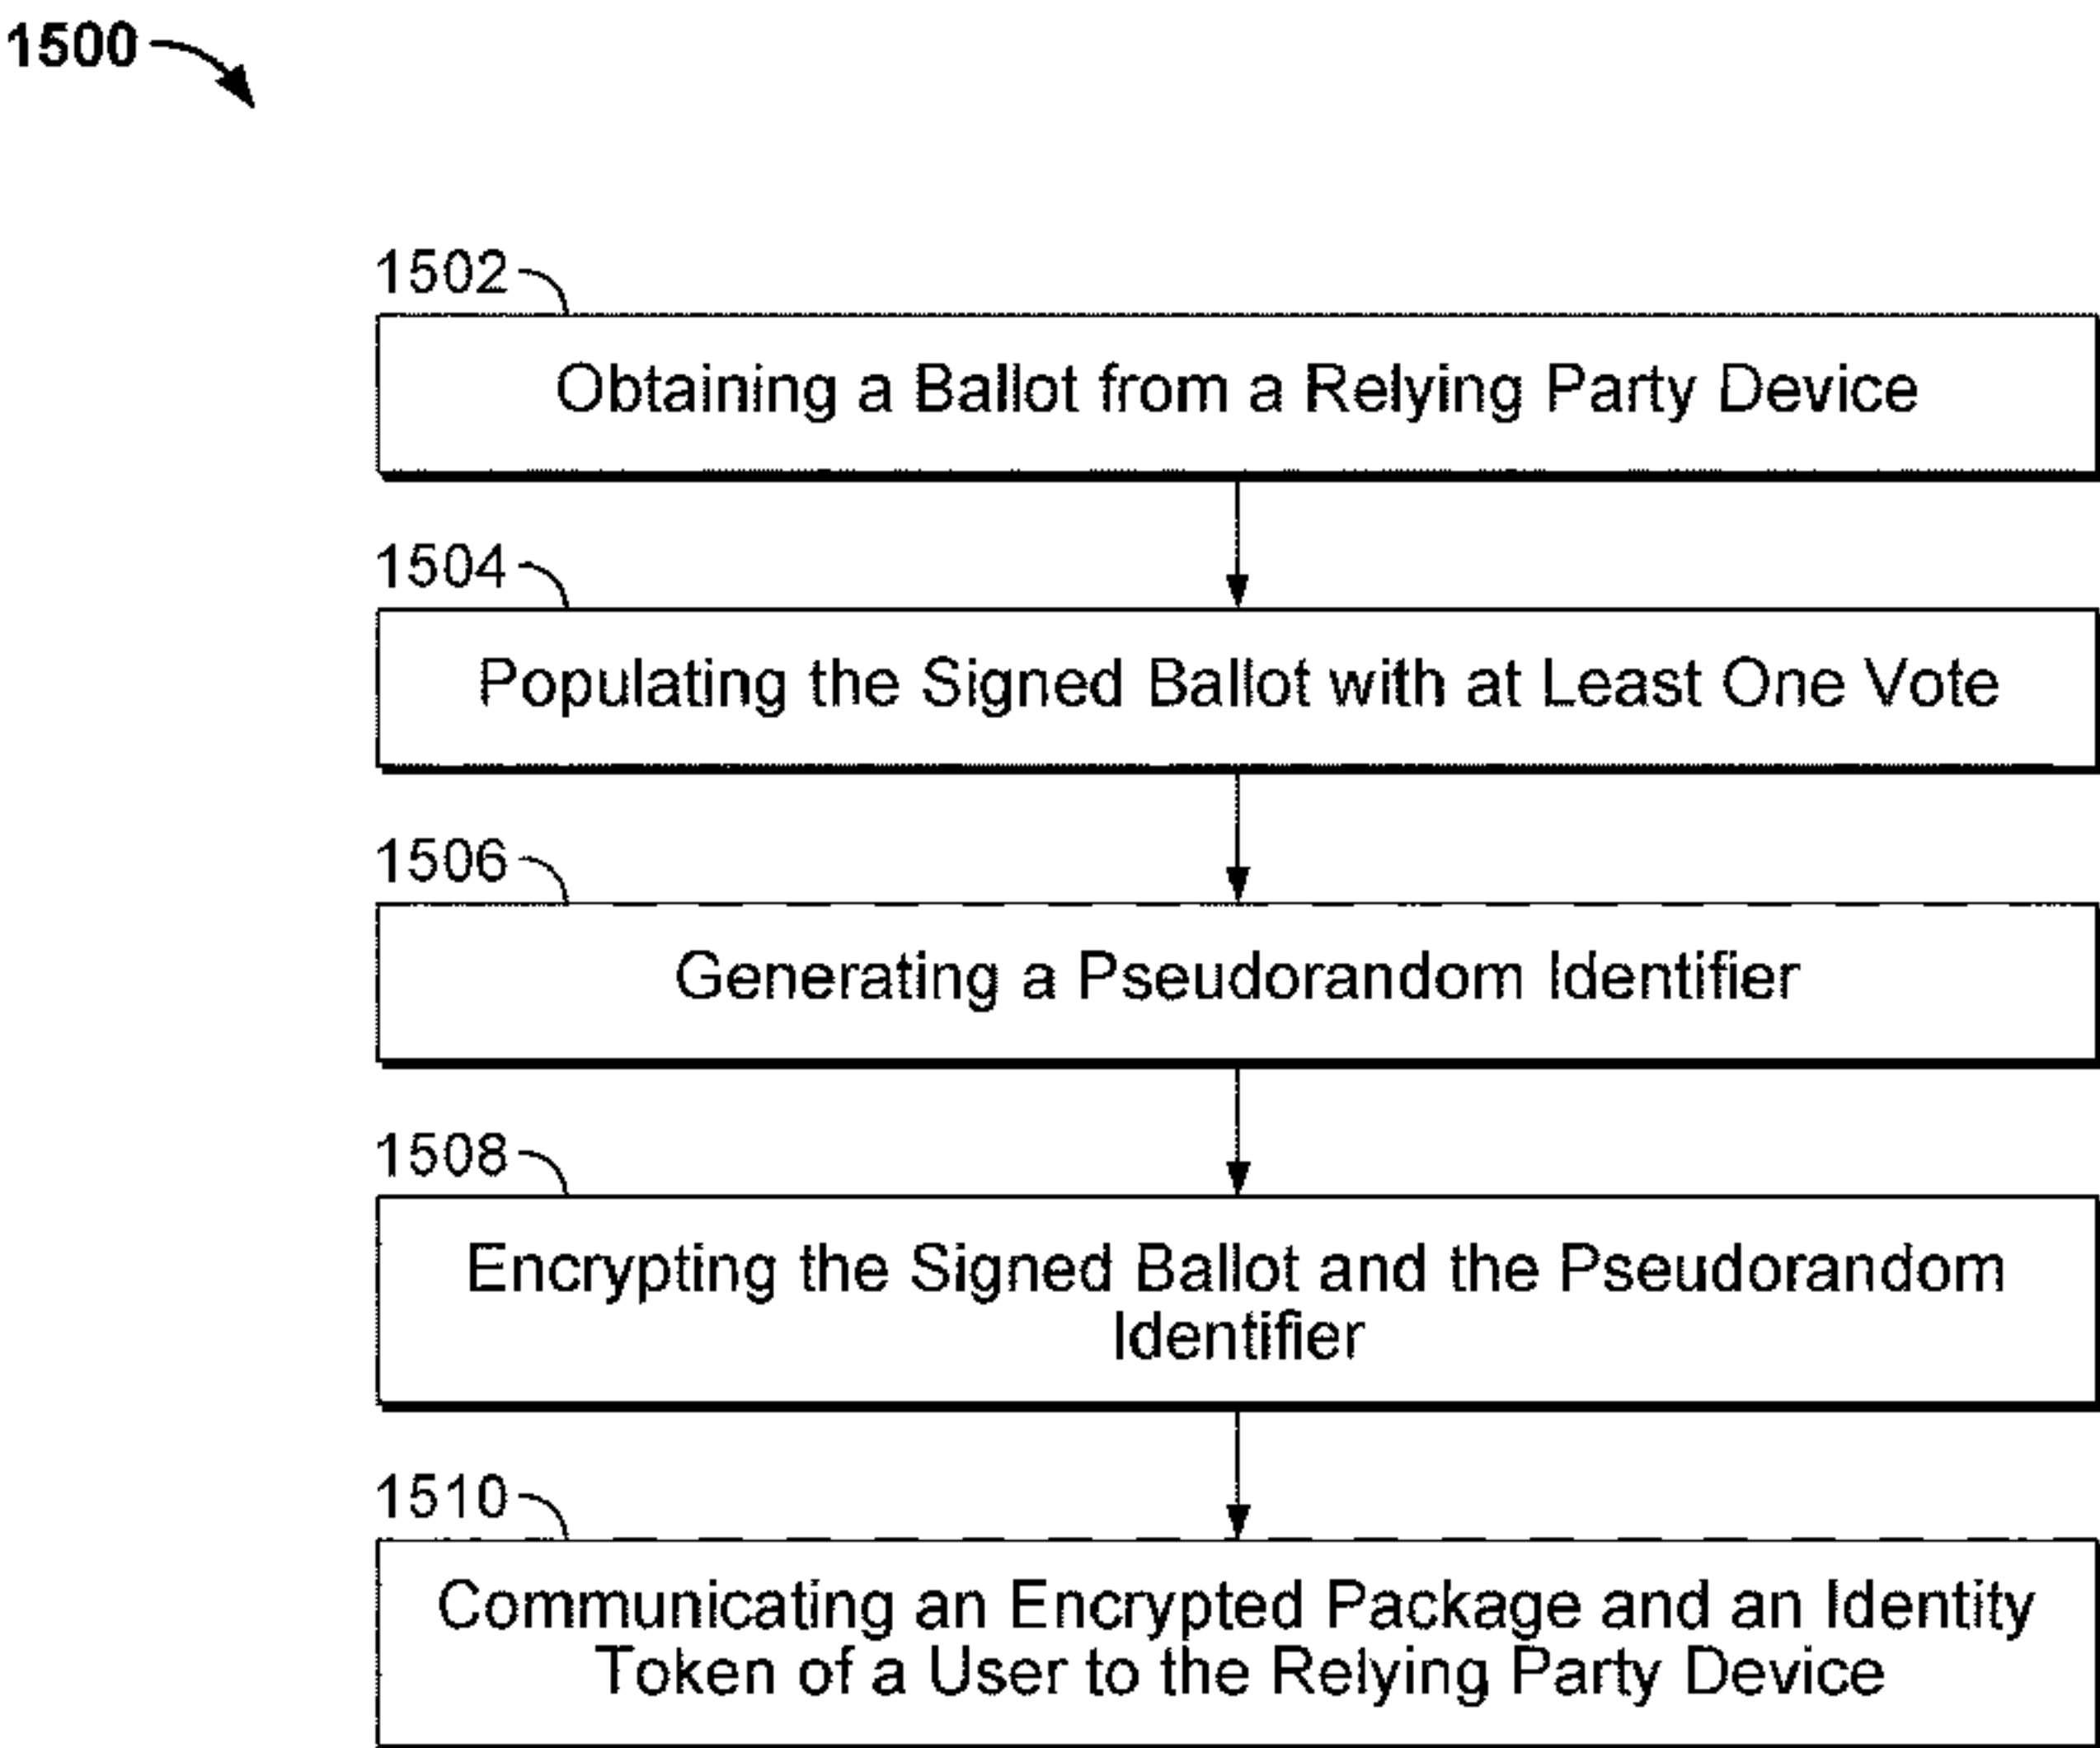 1500
1502
Obtaining a Ballot from a Relying Party Device
1504
Populating the Signed Ballot with at Least One Vote
1506
Generating a Pseudorandom Identifier
1508
Encrypting the Signed Ballot and the Pseudorandom
Identifier
1510
Communicating an Encrypted Package and an Identity
Token of a User to the Relying Party Device